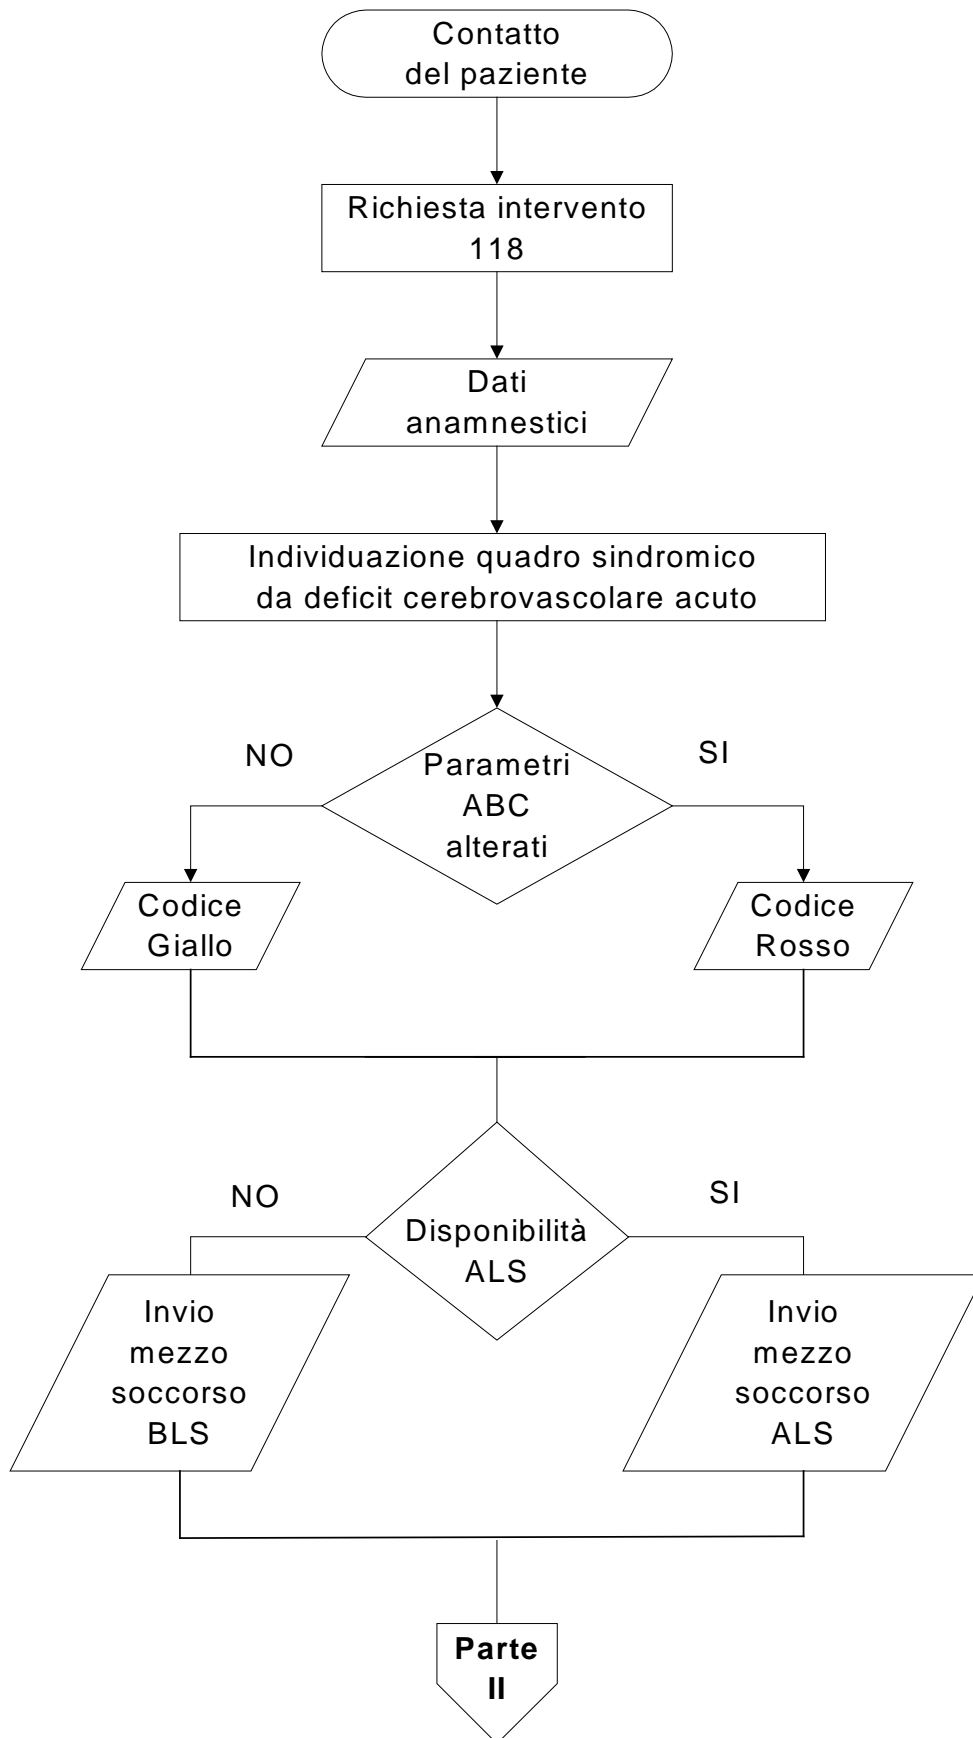 Contatto
del paziente
Richiesta intervento
118
Dati
anamnestici
Individuazione quadro sindromico
da deficit cerebrovascolare acuto
NO
SI
Parametri
ABC
alterati
Codice
Giallo
Codice
Rosso
NO
SI
Disponibilità
ALS
Invio
mezzo
soccorso
BLS
Invio
mezzo
soccorso
ALS
Parte
II